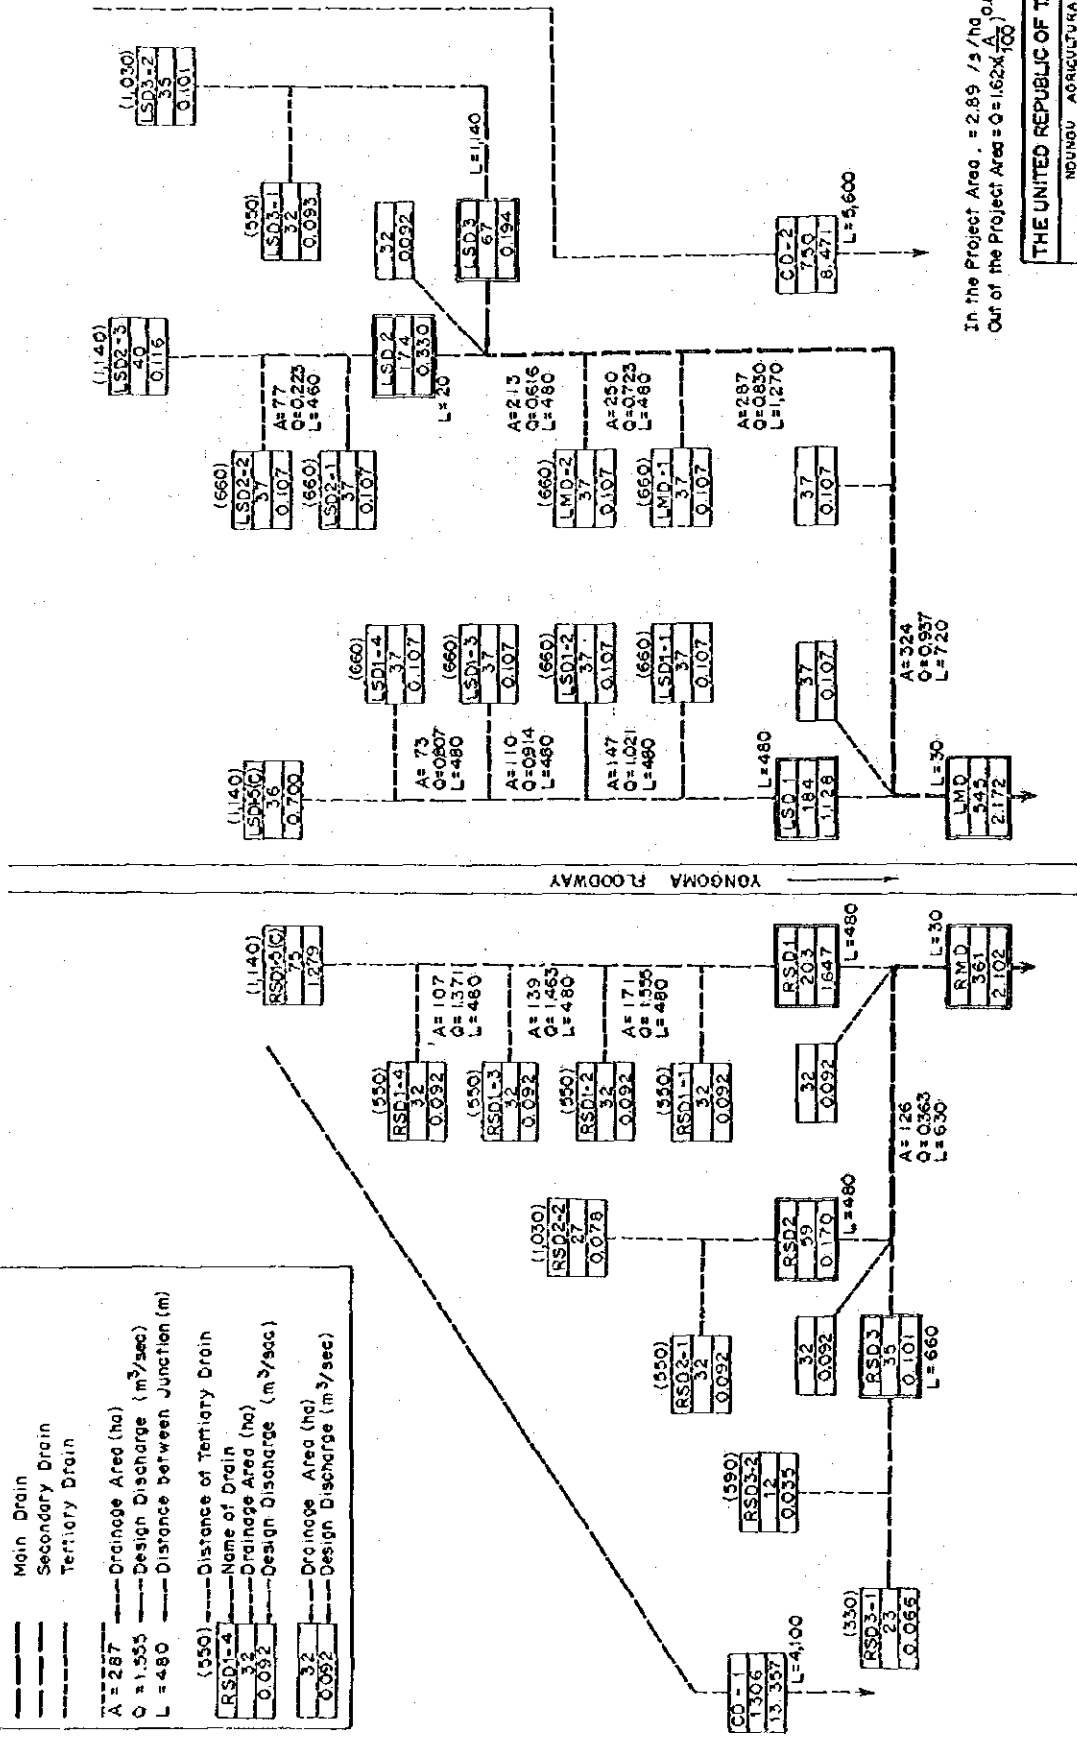 Main Drain
Secondary Drain
Tertiary Drain
A = 287 Drainage Area (ha)
Q = 1.555 Design Discharge (m³/sec)
L = 480 Distance between Junction (m)
(550) Distance of Tertiary Drain
RSD1-4 Name of Drain
32 Drainage Area (ha)
0.092 Design Discharge (m³/sec)
32 Drainage Area (ha)
0.092 Design Discharge (m³/sec)
CD-1
1306
13.357
L=4,100
(330)
RSD3-1
23
0.066
(590)
RSD3-2
12
0.035
RSD3
35
0.101
L=660
32
0.092
(550)
RSD2-1
32
0.092
(1,030)
RSD2-2
27
0.078
RSD2
59
0.170
L=480
A=126
Q=0.363
L=630
(1,140)
RSD1-5(C)
75
1.279
(550)
RSD1-4
32
0.092
A=107
Q=1.371
L=480
(550)
RSD1-3
32
0.092
A=139
Q=1.463
L=480
(550)
RSD1-2
32
0.092
A=171
Q=1.555
L=480
(550)
RSD1-1
32
0.092
RSD1
203
1.647
L=480
32
0.092
RMD
361
2.102
L=30
YONGOMA FLOODWAY
(1,140)
LSD1-5(C)
36
0.700
(660)
LSD1-4
37
0.107
A=73
Q=0.807
L=480
(660)
LSD1-3
37
0.107
A=110
Q=0.914
L=480
(660)
LSD1-2
37
0.107
A=147
Q=1.021
L=480
(660)
LSD1-1
37
0.107
LSD1
184
1.128
L=480
37
0.107
LMD
545
2.172
L=30
A=324
Q=0.937
L=720
37
0.107
(1,140)
LSD2-3
40
0.116
(660)
LSD2-2
37
0.107
A=77
Q=0.223
L=460
(660)
LSD2-1
37
0.107
LSD2
174
0.330
L=20
32
0.092
(1,030)
LSD3-2
35
0.101
(550)
LSD3-1
32
0.093
L=1,140
LSD3
67
0.194
A=213
Q=0.616
L=480
(660)
LMD-2
37
0.107
A=250
Q=0.723
L=480
(660)
LMD-1
37
0.107
A=287
Q=0.830
L=1,270
CD-2
8.471
L=5,600
In the Project Area, = 2.89 /s/ha
Out of the Project Area = Q = 1.62x(A/100)
THE UNITED REPUBLIC OF
NDUNGU